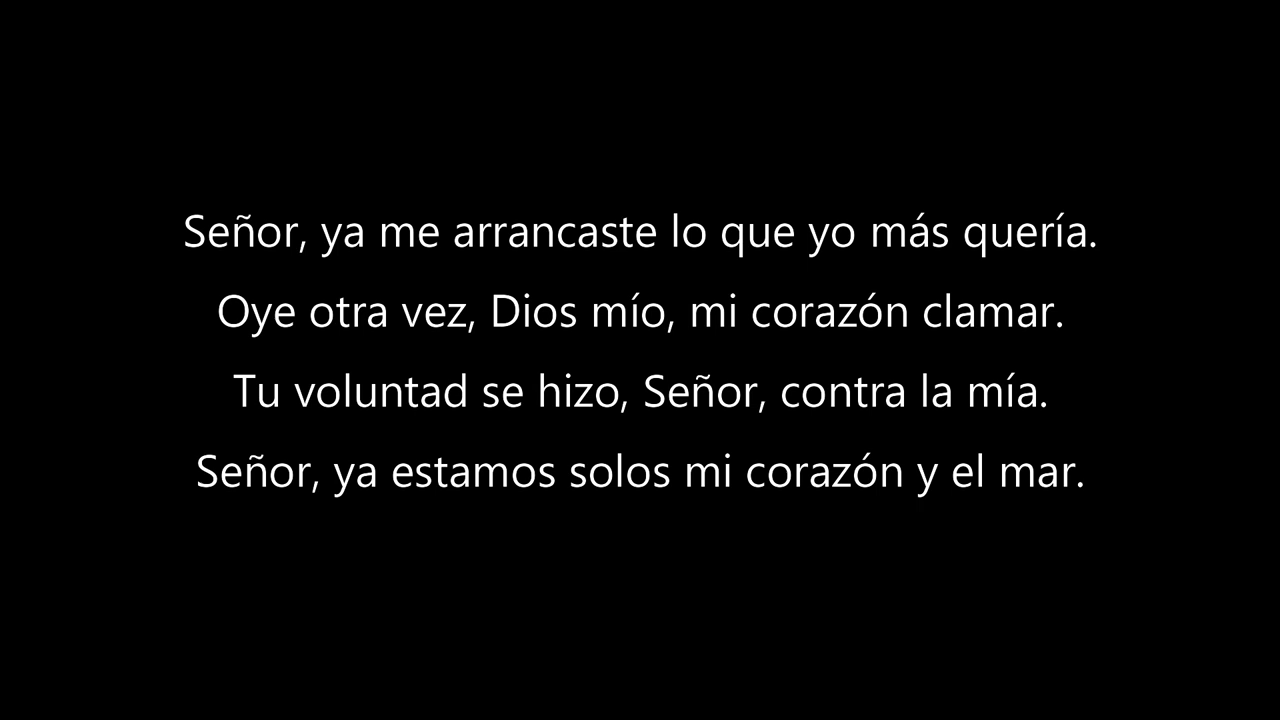 Señor, ya me arrancaste lo que yo más quería.
Oye otra vez, Dios mío, mi corazón clamar.
Tu voluntad se hizo, Señor, contra la mía.
Señor, ya estamos solos mi corazón y el mar.